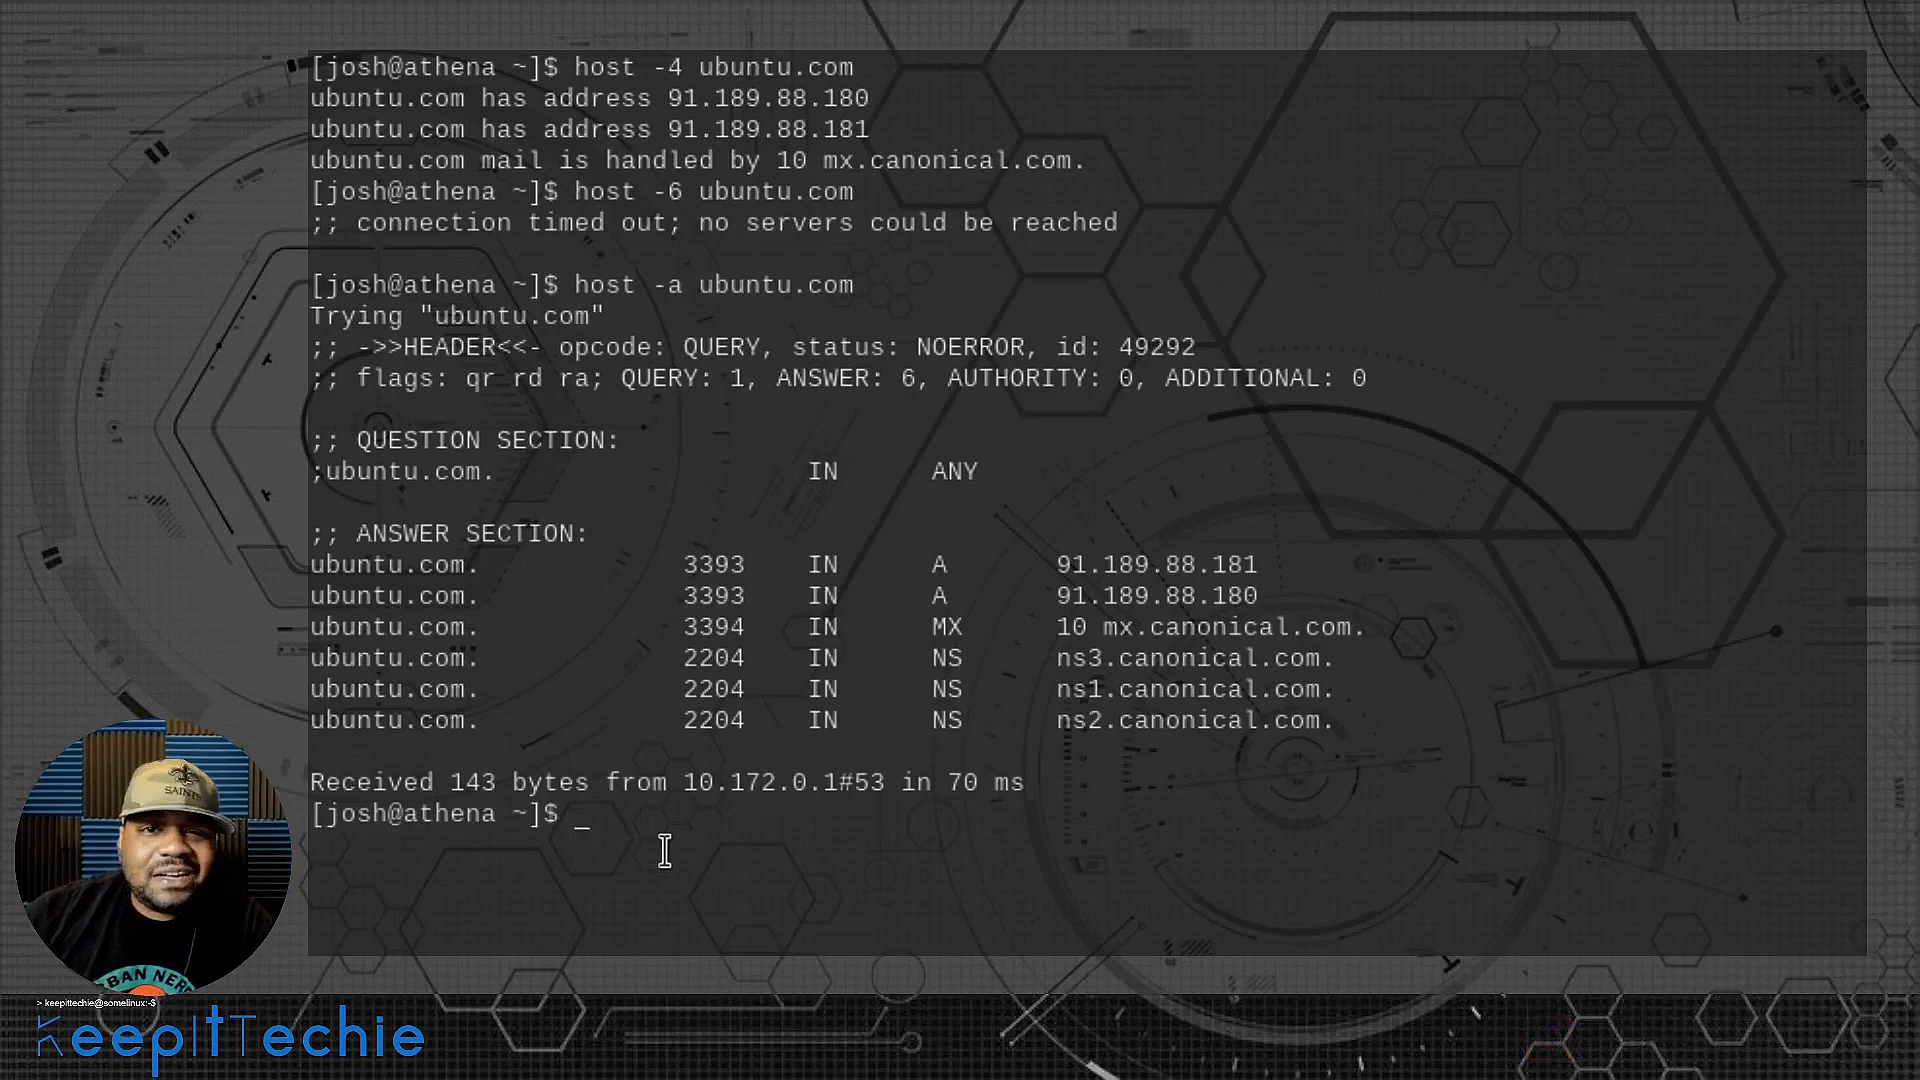 [josh@athena ~]$ host -4 ubuntu.com
ubuntu.com has address 91.189.88.180
ubuntu.com has address 91.189.88.181
ubuntu.com mail is handled by 10 mx.canonical.com.
[josh@athena ~]$ host -6 ubuntu.com
;; connection timed out; no servers could be reached
[josh@athena ~]$ host -a ubuntu.com
Trying "ubuntu.com"
;; ->>HEADER<<- opcode: QUERY, status: NOERROR, id: 49292
;; flags: qr rd ra; QUERY: 1, ANSWER: 6, AUTHORITY: 0, ADDITIONAL: 0
;; QUESTION SECTION:
;ubuntu.com. IN ANY
;; ANSWER SECTION:
ubuntu.com. 3393 IN A 91.189.88.181
ubuntu.com. 3393 IN A 91.189.88.180
ubuntu.com. 3394 IN MX 10 mx.canonical.com.
ubuntu.com. 2204 IN NS ns3.canonical.com.
ubuntu.com. 2204 IN NS ns1.canonical.com.
ubuntu.com. 2204 IN NS ns2.canonical.com.
Received 143 bytes from 10.172.0.1#53 in 70 ms
[josh@athena ~]$ _
SAINTS
BAN NER
> keepittechie@somelinux:~$
KeepItTechie